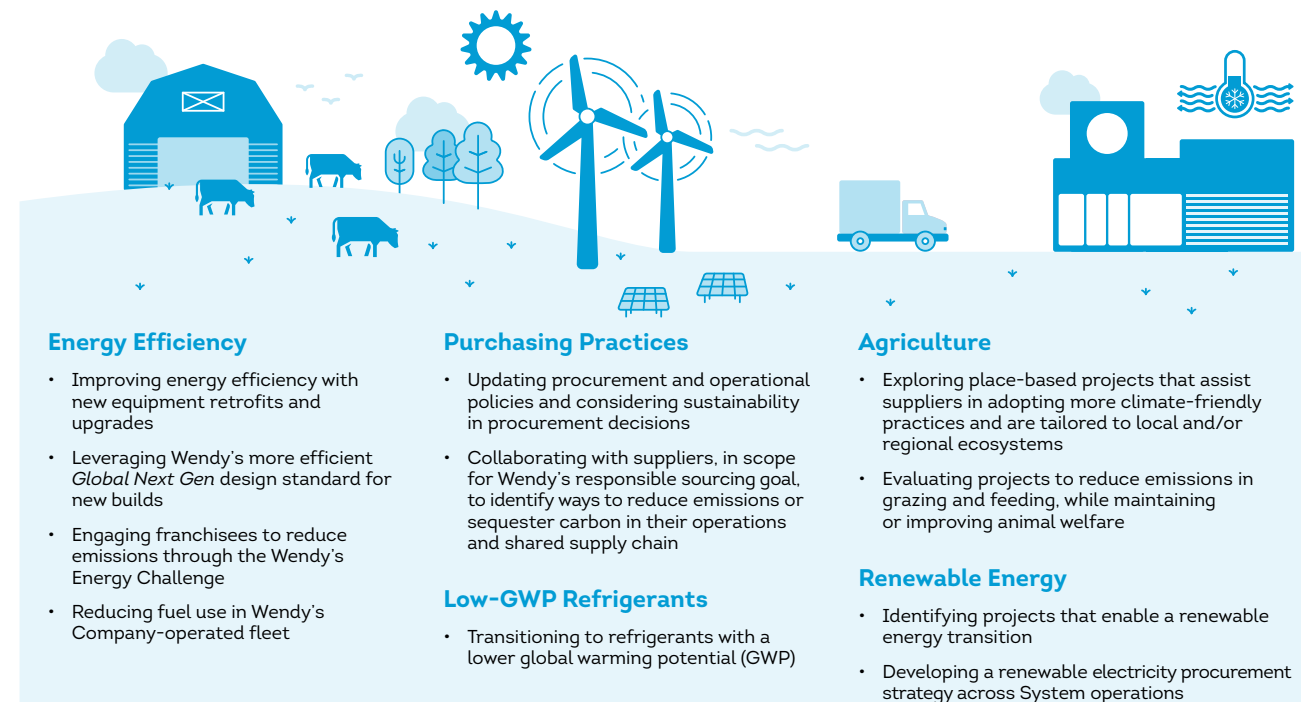 Energy Efficiency
• Improving energy efficiency with
new equipment retrofits and
upgrades
• Leveraging Wendy's more efficient
Global Next Gen design standard for
new builds
• Engaging franchisees to reduce
emissions through the Wendy's
Energy Challenge
• Reducing fuel use in Wendy's
Company-operated fleet
Purchasing Practices
• Updating procurement and operational
policies and considering sustainability
in procurement decisions
• Collaborating with suppliers, in scope
for Wendy's responsible sourcing goal,
to identify ways to reduce emissions or
sequester carbon in their operations
and shared supply chain
Low-GWP Refrigerants
• Transitioning to refrigerants with a
lower global warming potential (GWP)
Agriculture
• Exploring place-based projects that assist
suppliers in adopting more climate-friendly
practices and are tailored to local and/or
regional ecosystems
• Evaluating projects to reduce emissions in
grazing and feeding, while maintaining
or improving animal welfare
Renewable Energy
• Identifying projects that enable a renewable
energy transition
• Developing a renewable electricity procurement
strategy across System operations